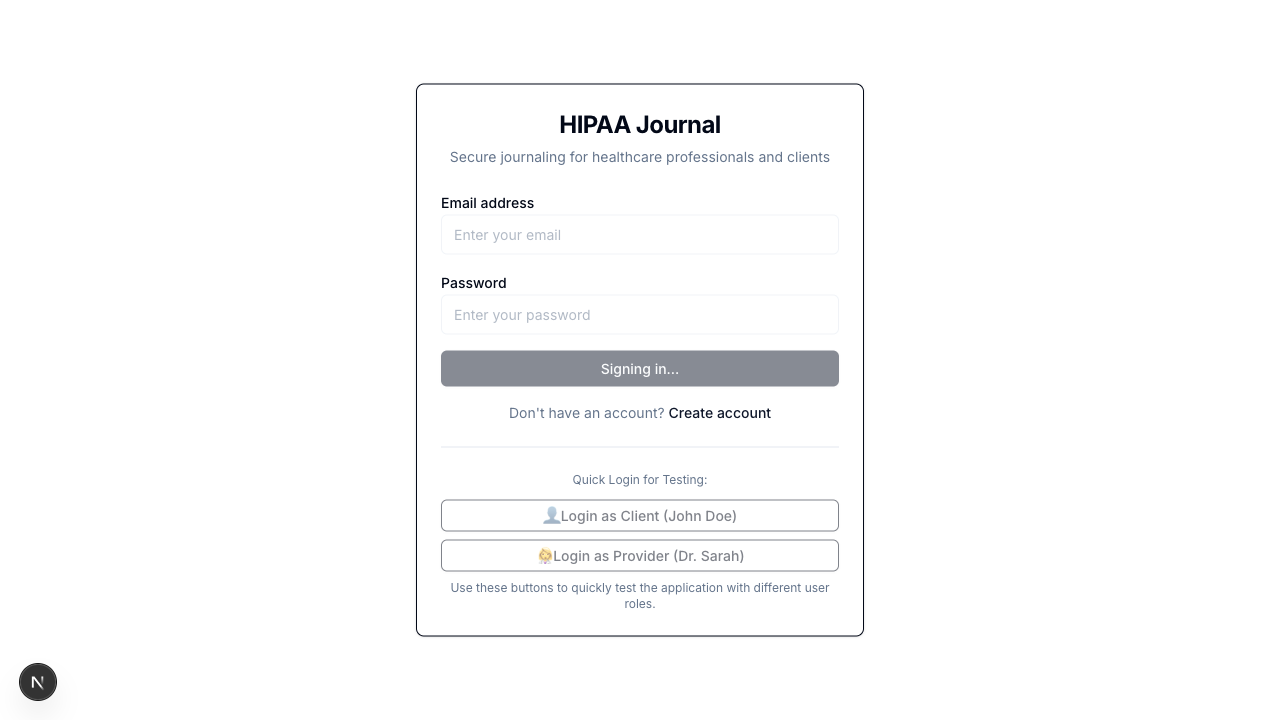 HIPAA Journal
Secure journaling for healthcare professionals and clients
Email address
Enter your email
Password
Enter your password
Signing in...
Don't have an account? Create account
Quick Login for Testing:
Login as Client (John Doe)
Login as Provider (Dr. Sarah)
Use these buttons to quickly test the application with different user
roles.
N